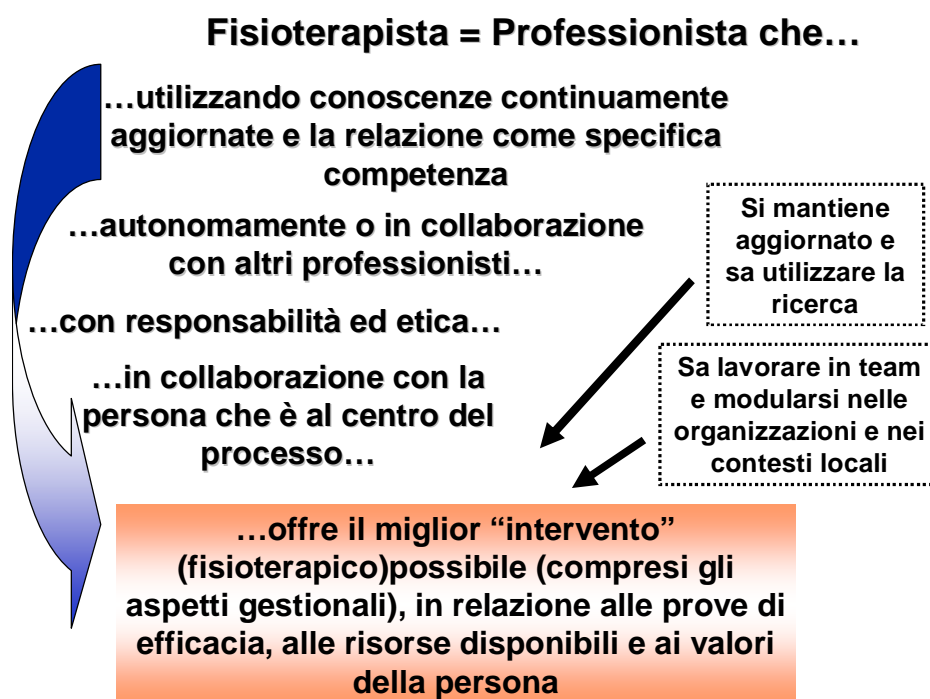 Fisioterapista = Professionista che…
…utilizzando conoscenze continuamente
aggiornate e la relazione come specifica
competenza
…autonomamente o in collaborazione
con altri professionisti…
…con responsabilità ed etica…
…in collaborazione con la
persona che è al centro del
processo…
Si mantiene
aggiornato e
sa utilizzare la
ricerca
Sa lavorare in team
e modularsi nelle
organizzazioni e nei
contesti locali
…offre il miglior “intervento”
(fisioterapico)possibile (compresi gli
aspetti gestionali), in relazione alle prove di
efficacia, alle risorse disponibili e ai valori
della persona